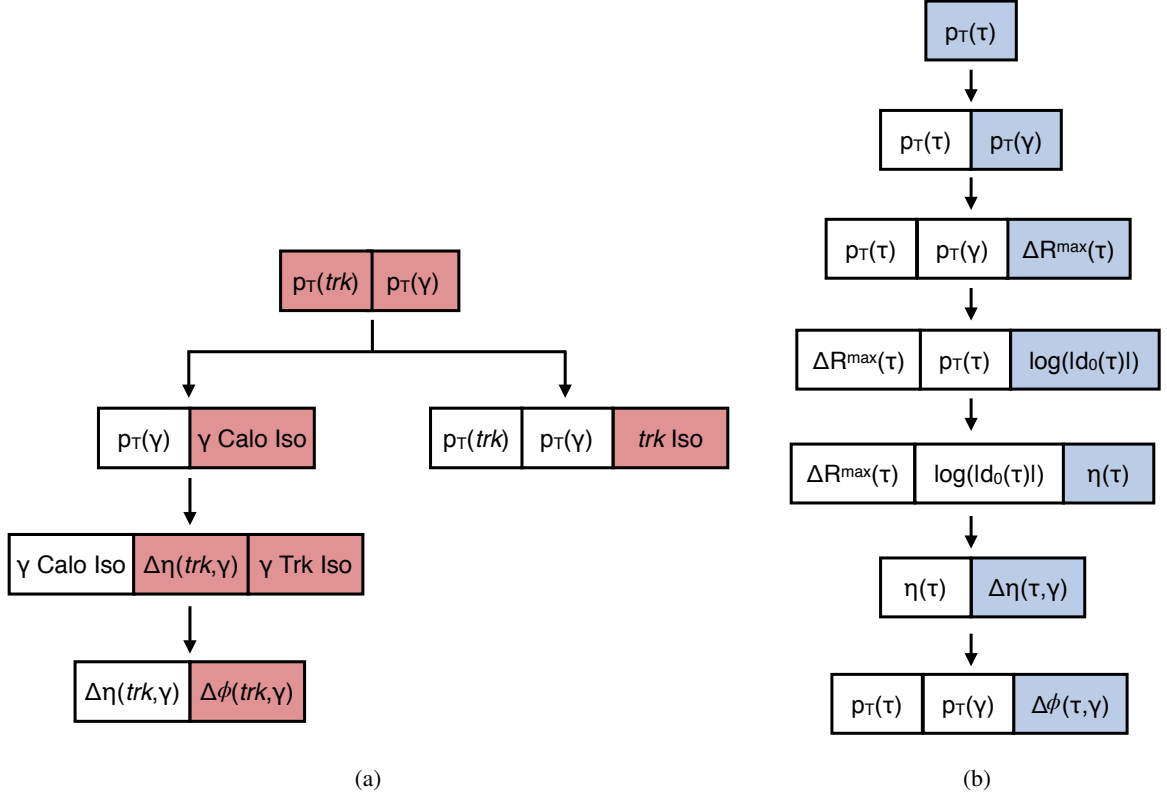 pT(trk) pT(γ)
pT(γ) γ Calo Iso
pT(trk) pT(γ) trk Iso
γ Calo Iso Δη(trk,γ) γ Trk Iso
Δη(trk,γ) Δϕ(trk,γ)
(a)
pT(τ)
pT(τ) pT(γ)
pT(τ) pT(γ) ΔRmax(τ)
ΔRmax(τ) pT(τ) log(|d0(τ)|)
ΔRmax(τ) log(|d0(τ)|) η(τ)
η(τ) Δη(τ,γ)
pT(τ) pT(γ) Δϕ(τ,γ)
(b)